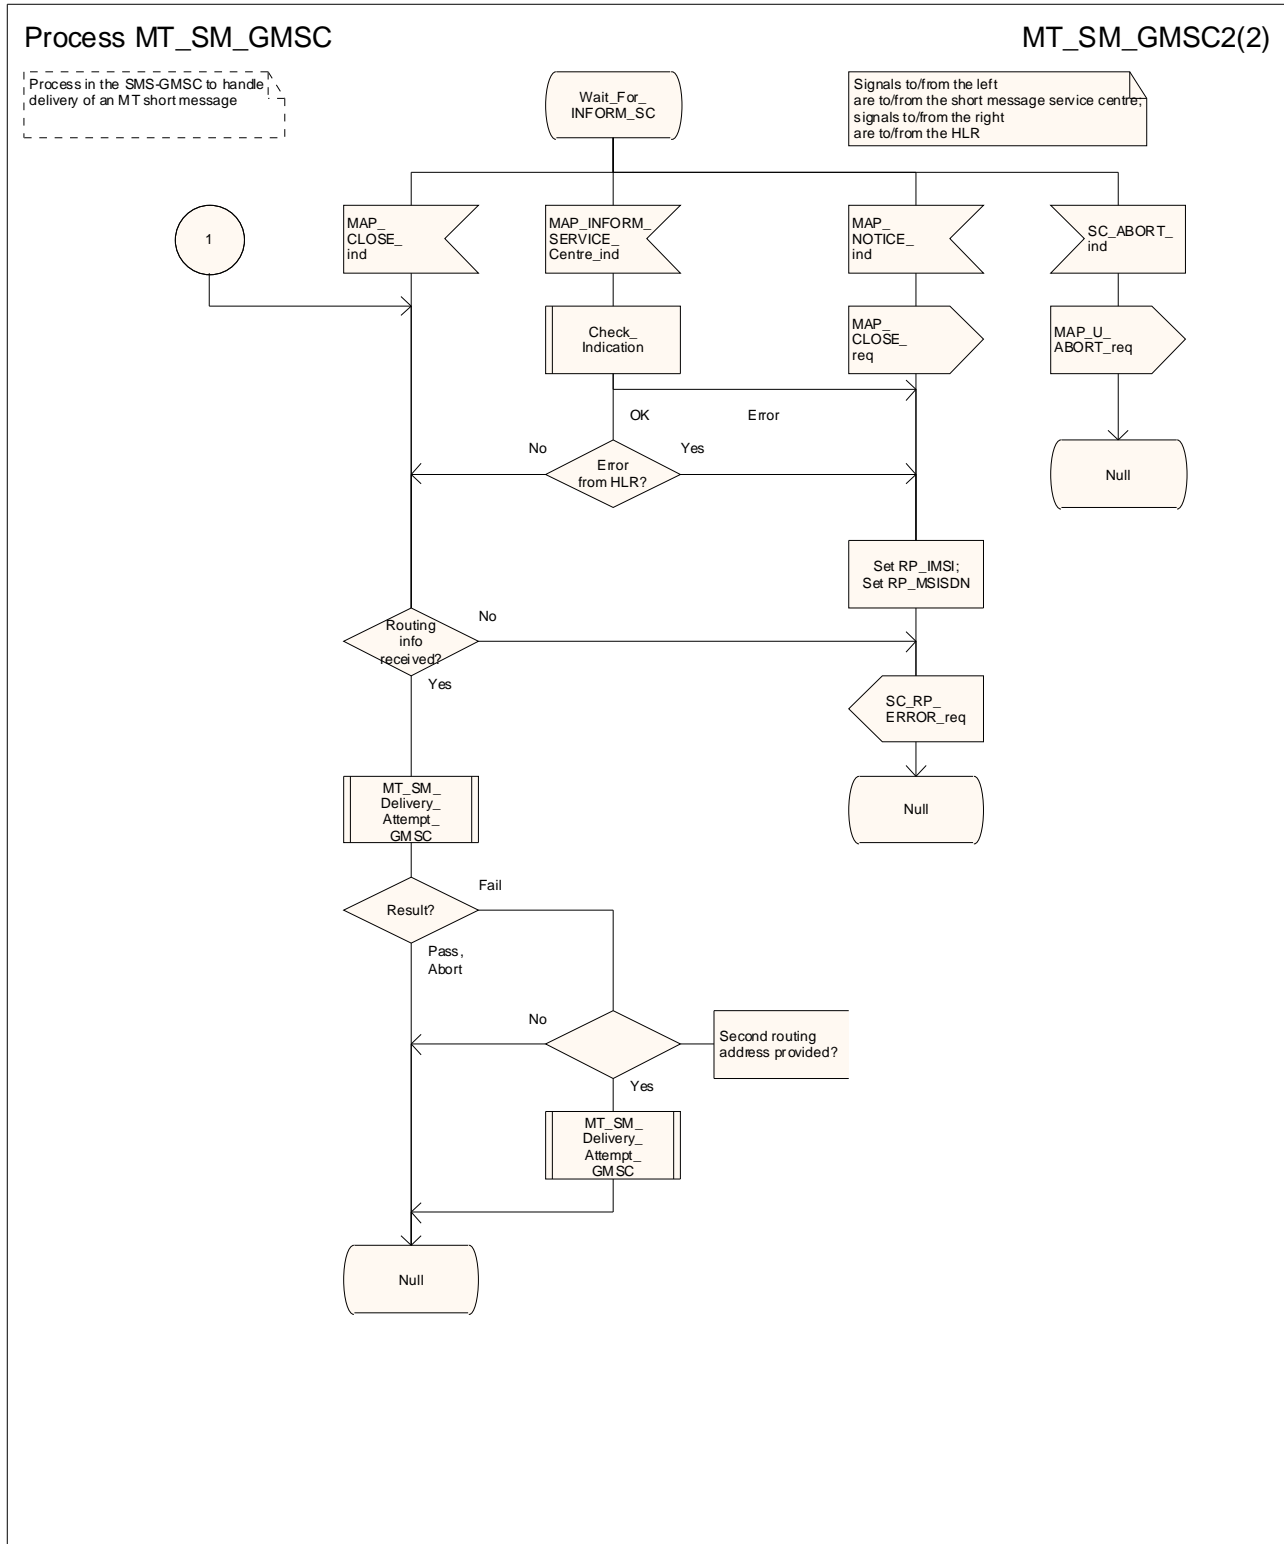 Process MT_SM_GMSC
MT_SM_GMSC2(2)
Process in the SMS-GMSC to handle
delivery of an MT short message
Wait_For_
INFORM_SC
Signals to/from the left
are to/from the short message service centre;
signals to/from the right
are to/from the HLR
1
MAP_
CLOSE_
ind
MAP_INFORM_
SERVICE_
Centre_ind
MAP_
NOTICE_
ind
SC_ABORT_
ind
Check_
Indication
MAP_
CLOSE_
req
MAP_U_
ABORT_req
OK
Error
No
Error
from HLR?
Yes
Null
Set RP_IMSI;
Set RP_MSISDN
Routing
info
received?
No
Yes
SC_RP_
ERROR_req
MT_SM_
Delivery_
Attempt_
GMSC
Null
Result?
Fail
Pass,
Abort
No
Second routing
address provided?
Yes
MT_SM_
Delivery_
Attempt_
GMSC
Null